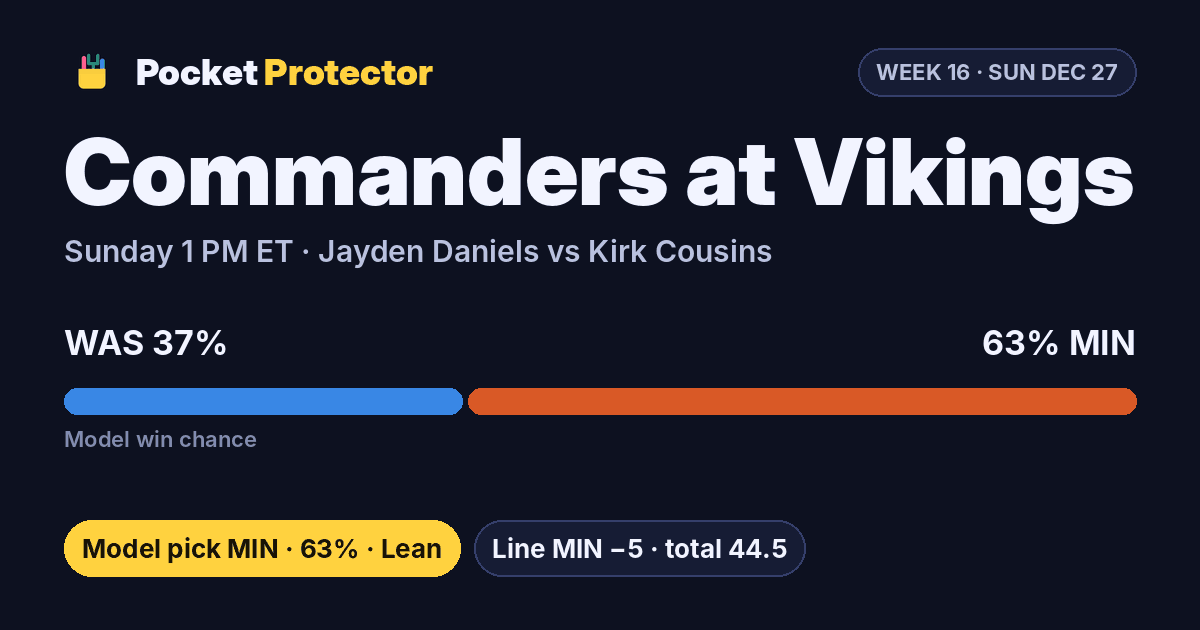 Pocket Protector
WEEK 16 · SUN DEC 27
Commanders at Vikings
Sunday 1 PM ET · Jayden Daniels vs Kirk Cousins
WAS 37%
63% MIN
Model win chance
Model pick MIN · 63% · Lean
Line MIN −5 · total 44.5